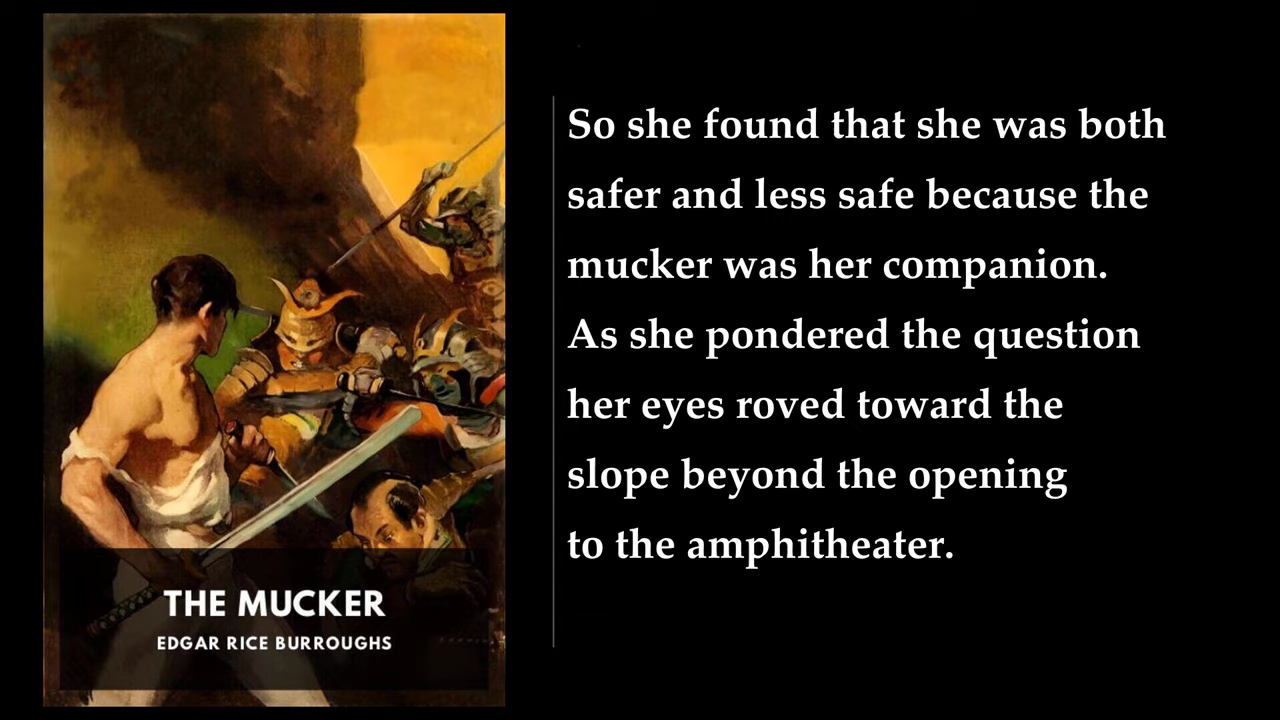 So she found that she was both
safer and less safe because the
mucker was her companion.
As she pondered the question
her eyes roved toward the
slope beyond the opening
to the amphitheater.
THE MUCKER
EDGAR RICE BURROUGHS